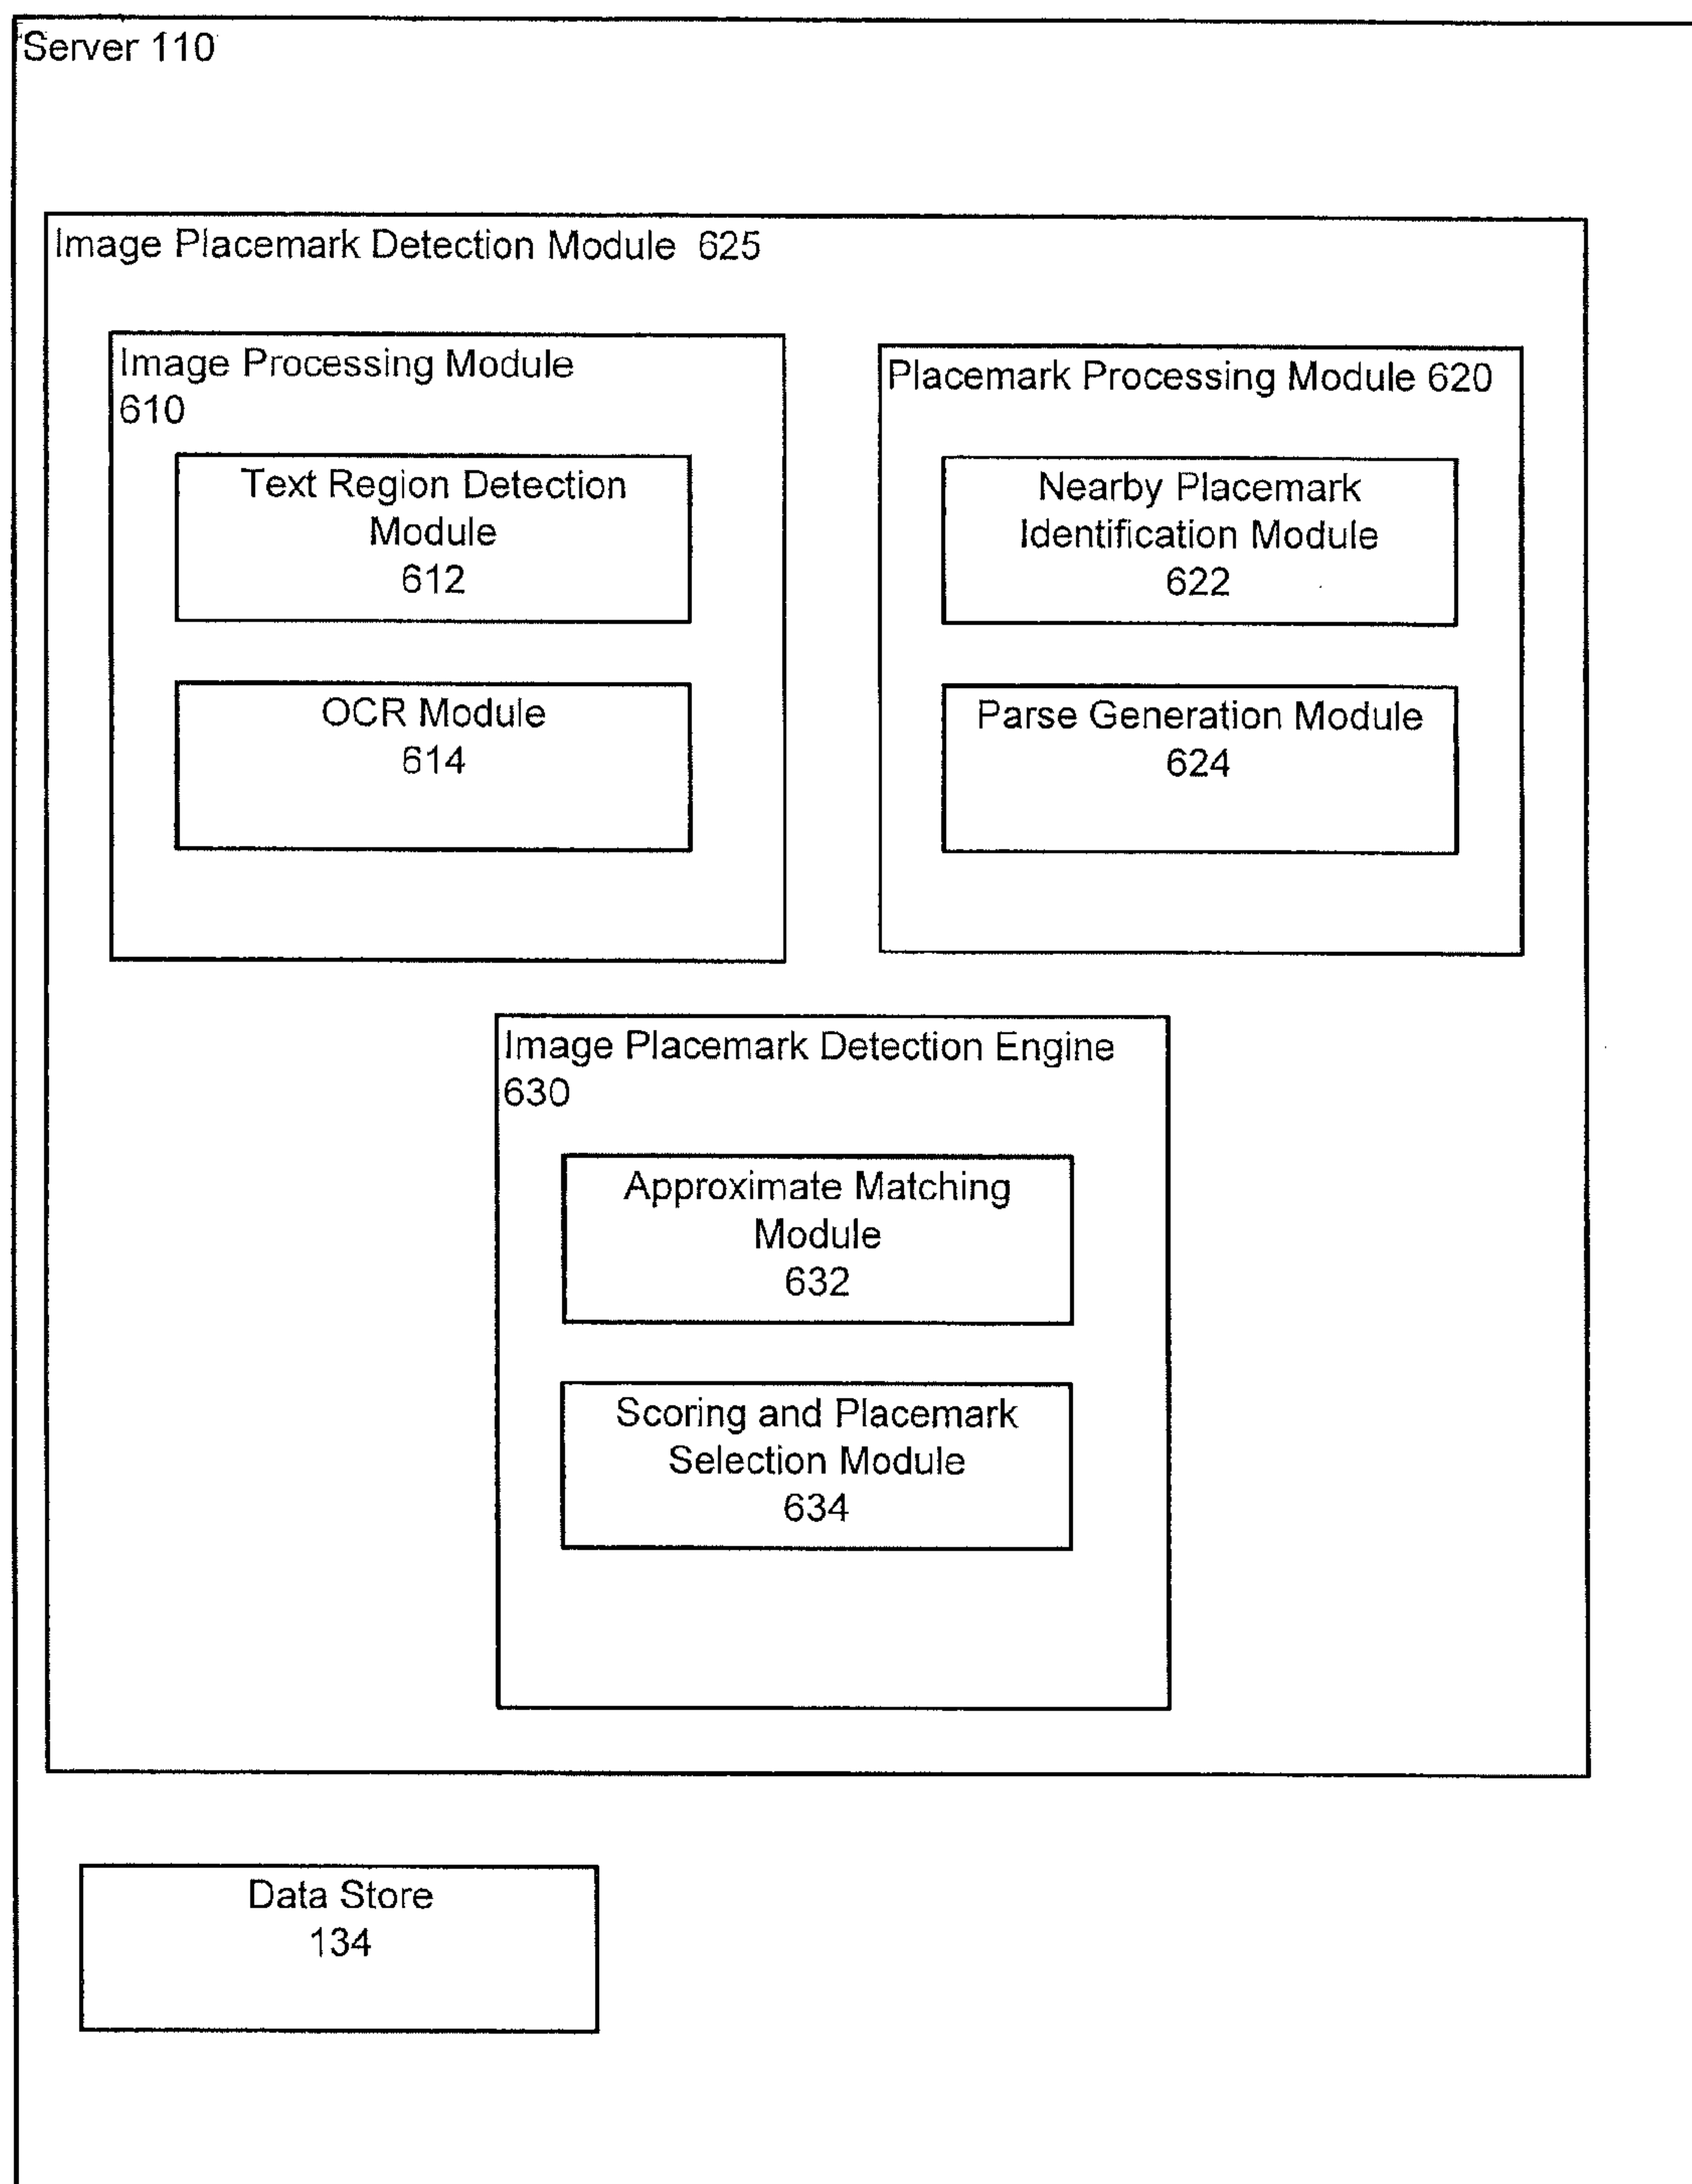 Server 110
Image Placemark Detection Module 625
Image Processing Module
610
Text Region Detection
Module
612
OCR Module
614
Placemark Processing Module 620
Nearby Placemark
Identification Module
622
Parse Generation Module
624
Image Placemark Detection Engine
630
Approximate Matching
Module
632
Scoring and Placemark
Selection Module
634
Data Store
134